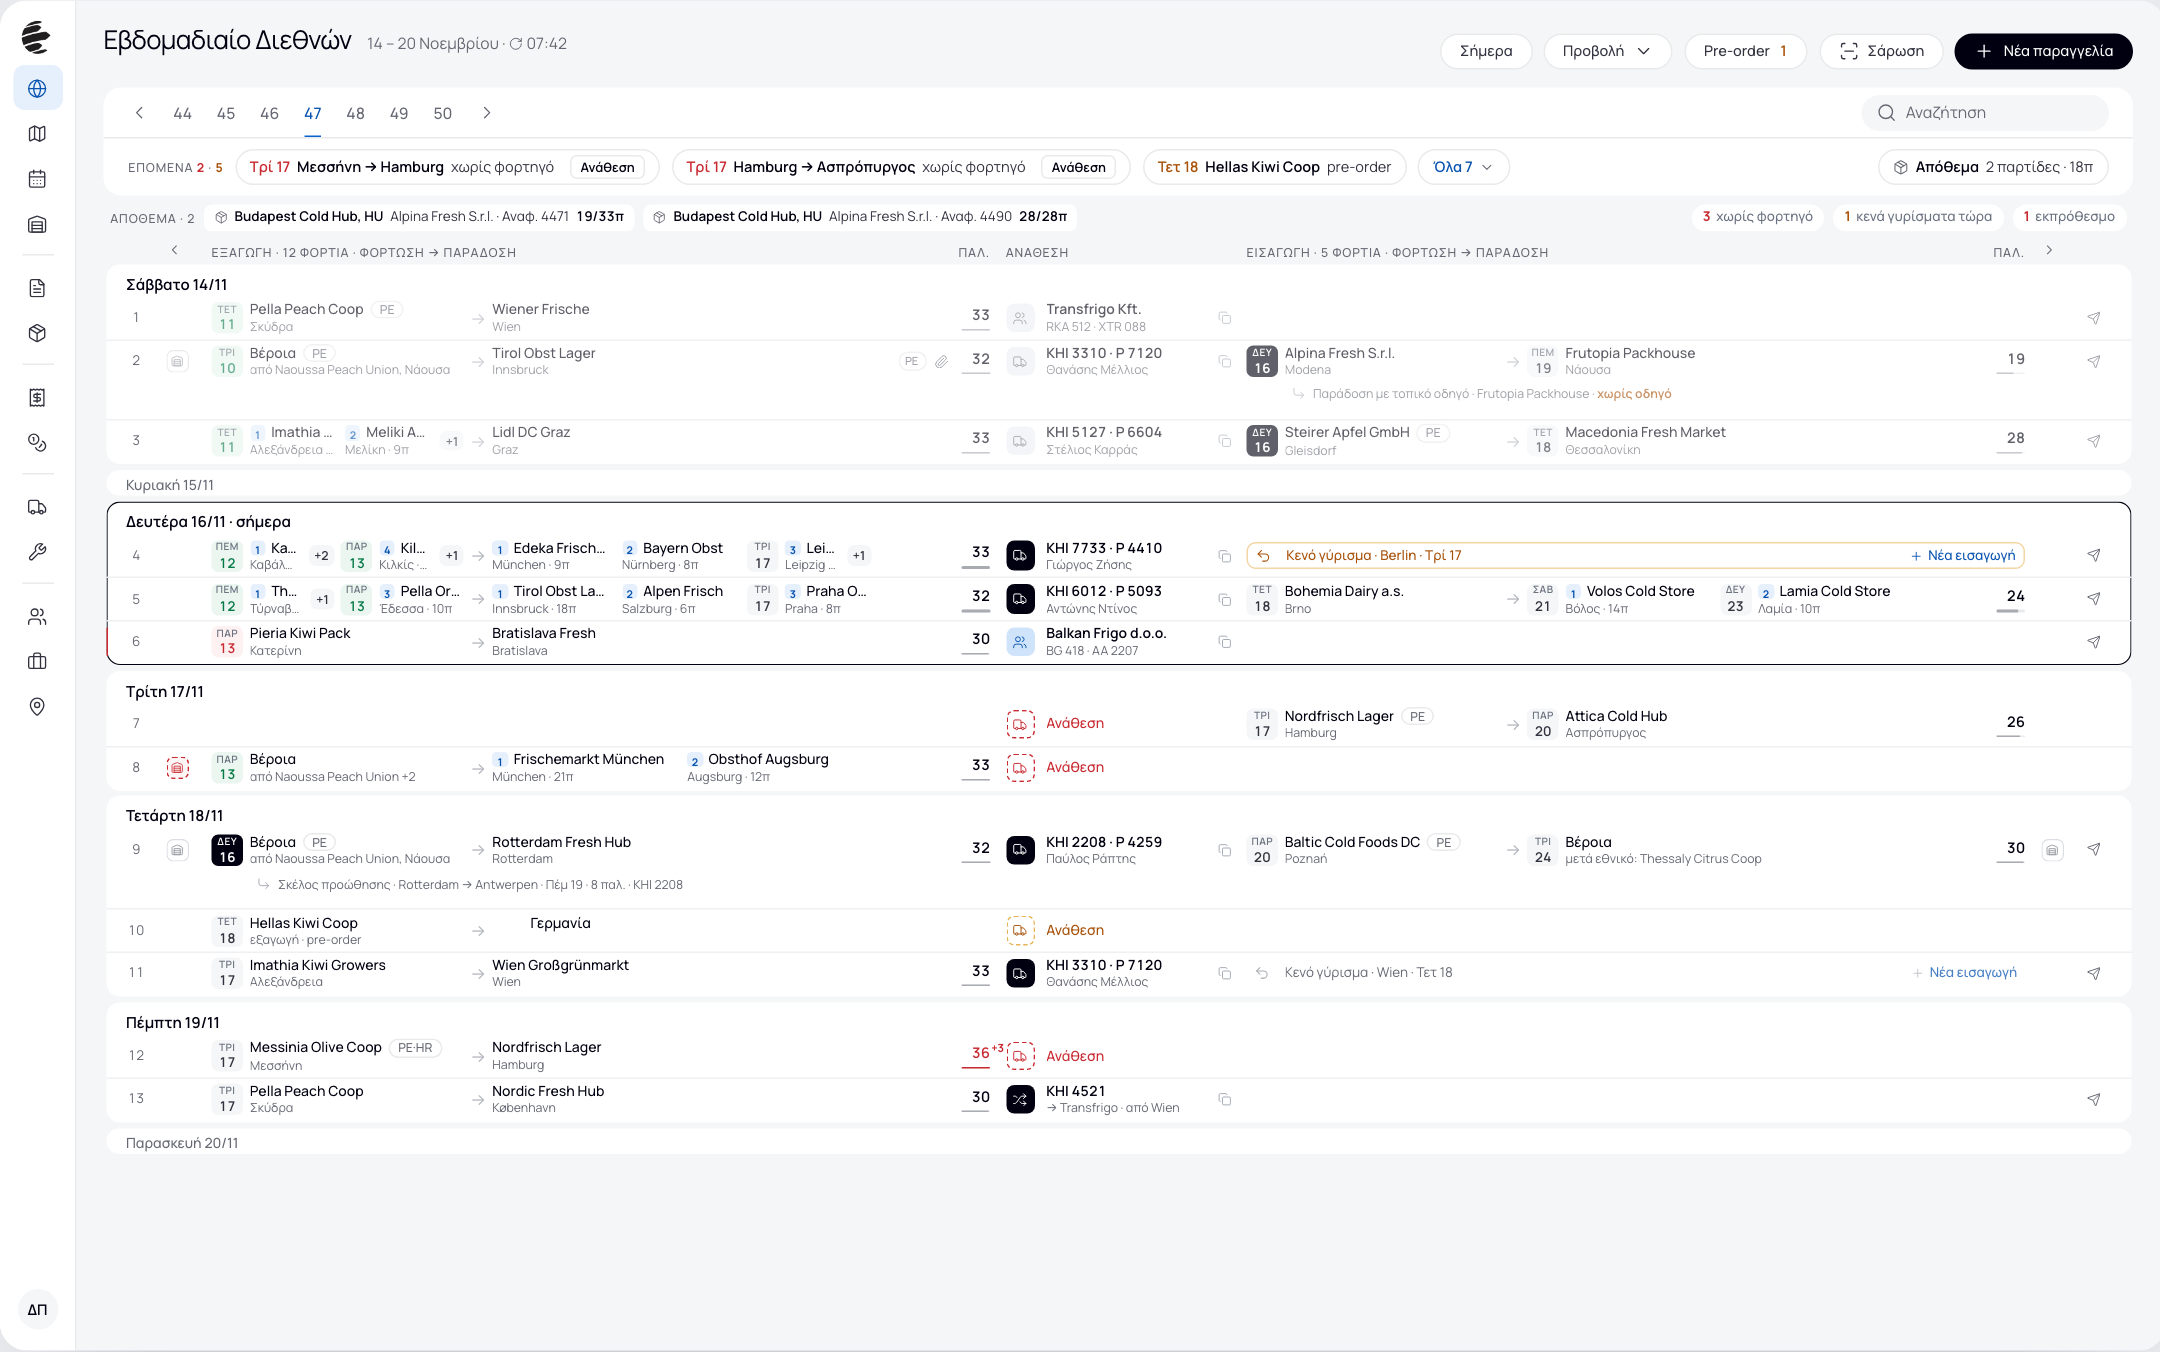 Εβδομαδιαίο Διεθνών 14 – 20 Νοεμβρίου · 07:42
Σήμερα Προβολή Pre-order 1 Σάρωση Νέα παραγγελία
44 45 46 47 48 49 50 Αναζήτηση
ΕΠΟΜΕΝΑ 2 · 5 Τρί 17 Μεσσήνη → Hamburg χωρίς φορτηγό Ανάθεση Τρί 17 Hamburg → Ασπρόπυργος χωρίς φορτηγό Ανάθεση Τετ 18 Hellas Kiwi Coop pre-order Όλα 7 Απόθεμα 2 παρτίδες · 18π
ΑΠΟΘΕΜΑ · 2 Budapest Cold Hub, HU Alpina Fresh S.r.l. · Αναφ. 4471 19/33π Budapest Cold Hub, HU Alpina Fresh S.r.l. · Αναφ. 4490 28/28π 3 χωρίς φορτηγό 1 κενά γυρίσματα τώρα 1 εκπρόθεσμο
ΕΞΑΓΩΓΗ · 12 ΦΟΡΤΙΑ · ΦΟΡΤΩΣΗ → ΠΑΡΑΔΟΣΗ ΠΑΛ. ΑΝΑΘΕΣΗ ΕΙΣΑΓΩΓΗ · 5 ΦΟΡΤΙΑ · ΦΟΡΤΩΣΗ → ΠΑΡΑΔΟΣΗ ΠΑΛ.
Σάββατο 14/11
1 ΤΕΤ 11 Pella Peach Coop PE → Wiener Frische 33 Transfrigo Kft.
Σκύδρα Wien RKA 512 · XTR 088
2 ΤΡΙ 10 Βέροια PE → Tirol Obst Lager PE 32 KHI 3310 · P 7120 ΔΕΥ 16 Alpina Fresh S.r.l. → ΠΕΜ 19 Frutopia Packhouse 19
από Naoussa Peach Union, Νάουσα Innsbruck Θανάσης Μέλλιος Modena Νάουσα
Παράδοση με τοπικό οδηγό · Frutopia Packhouse · χωρίς οδηγό
3 ΤΕΤ 11 1 Imathia ... 2 Meliki A... +1 → Lidl DC Graz 33 KHI 5127 · P 6604 ΔΕΥ 16 Steirer Apfel GmbH PE → ΤΕΤ 18 Macedonia Fresh Market 28
Αλεξάνδρεια ... Μελίκη · 9π Graz Στέλιος Καρράς Gleisdorf Θεσσαλονίκη
Κυριακή 15/11
Δευτέρα 16/11 · σήμερα
4 ΠΕΜ 12 1 Ka... +2 ΠΑΡ 13 4 Kil... +1 → 1 Edeka Frisch... 2 Bayern Obst ΤΡΙ 17 3 Lei... +1 33 KHI 7733 · P 4410 Κενό γύρισμα · Berlin · Τρί 17 + Νέα εισαγωγή
Καβάλ... Κιλκίς ·... München · 9π Nürnberg · 8π Leipzig ... Γιώργος Ζήσης
5 ΠΕΜ 12 1 Th... +1 ΠΑΡ 13 3 Pella Or... → 1 Tirol Obst La... 2 Alpen Frisch ΤΡΙ 17 3 Praha O... 32 KHI 6012 · P 5093 ΤΕΤ 18 Bohemia Dairy a.s. → ΣΑΒ 21 1 Volos Cold Store ΔΕΥ 23 2 Lamia Cold Store 24
Τύρναβ... Έδεσσα · 10π Innsbruck · 18π Salzburg · 6π Praha · 8π Αντώνης Ντίνος Brno Βόλος · 14π Λαμία · 10π
6 ΠΑΡ 13 Pieria Kiwi Pack → Bratislava Fresh 30 Balkan Frigo d.o.o.
Κατερίνη Bratislava BG 418 · AA 2207
Τρίτη 17/11
7 Ανάθεση ΤΡΙ 17 Nordfrisch Lager PE → ΠΑΡ 20 Attica Cold Hub 26
Hamburg Ασπρόπυργος
8 ΠΑΡ 13 Βέροια → 1 Frischemarkt München 2 Obsthof Augsburg 33 Ανάθεση
από Naoussa Peach Union +2 München · 21π Augsburg · 12π
Τετάρτη 18/11
9 ΔΕΥ 16 Βέροια PE → Rotterdam Fresh Hub 32 KHI 2208 · P 4259 ΠΑΡ 20 Baltic Cold Foods DC PE → ΤΡΙ 24 Βέροια 30
από Naoussa Peach Union, Νάουσα Rotterdam Παύλος Ράπτης Poznań μετά εθνικό: Thessaly Citrus Coop
Σκέλος προώθησης · Rotterdam → Antwerpen · Πέμ 19 · 8 παλ. · KHI 2208
10 ΤΕΤ 18 Hellas Kiwi Coop → Γερμανία Ανάθεση
εξαγωγή · pre-order
11 ΤΡΙ 17 Imathia Kiwi Growers → Wien Großgrünmarkt 33 KHI 3310 · P 7120 Κενό γύρισμα · Wien · Τετ 18 + Νέα εισαγωγή
Αλεξάνδρεια Wien Θανάσης Μέλλιος
Πέμπτη 19/11
12 ΤΡΙ 17 Messinia Olive Coop PE·HR → Nordfrisch Lager 36 +3 Ανάθεση
Μεσσήνη Hamburg
13 ΤΡΙ 17 Pella Peach Coop → Nordic Fresh Hub 30 KHI 4521
Σκύδρα København → Transfrigo · από Wien
Παρασκευή 20/11
ΔΠ